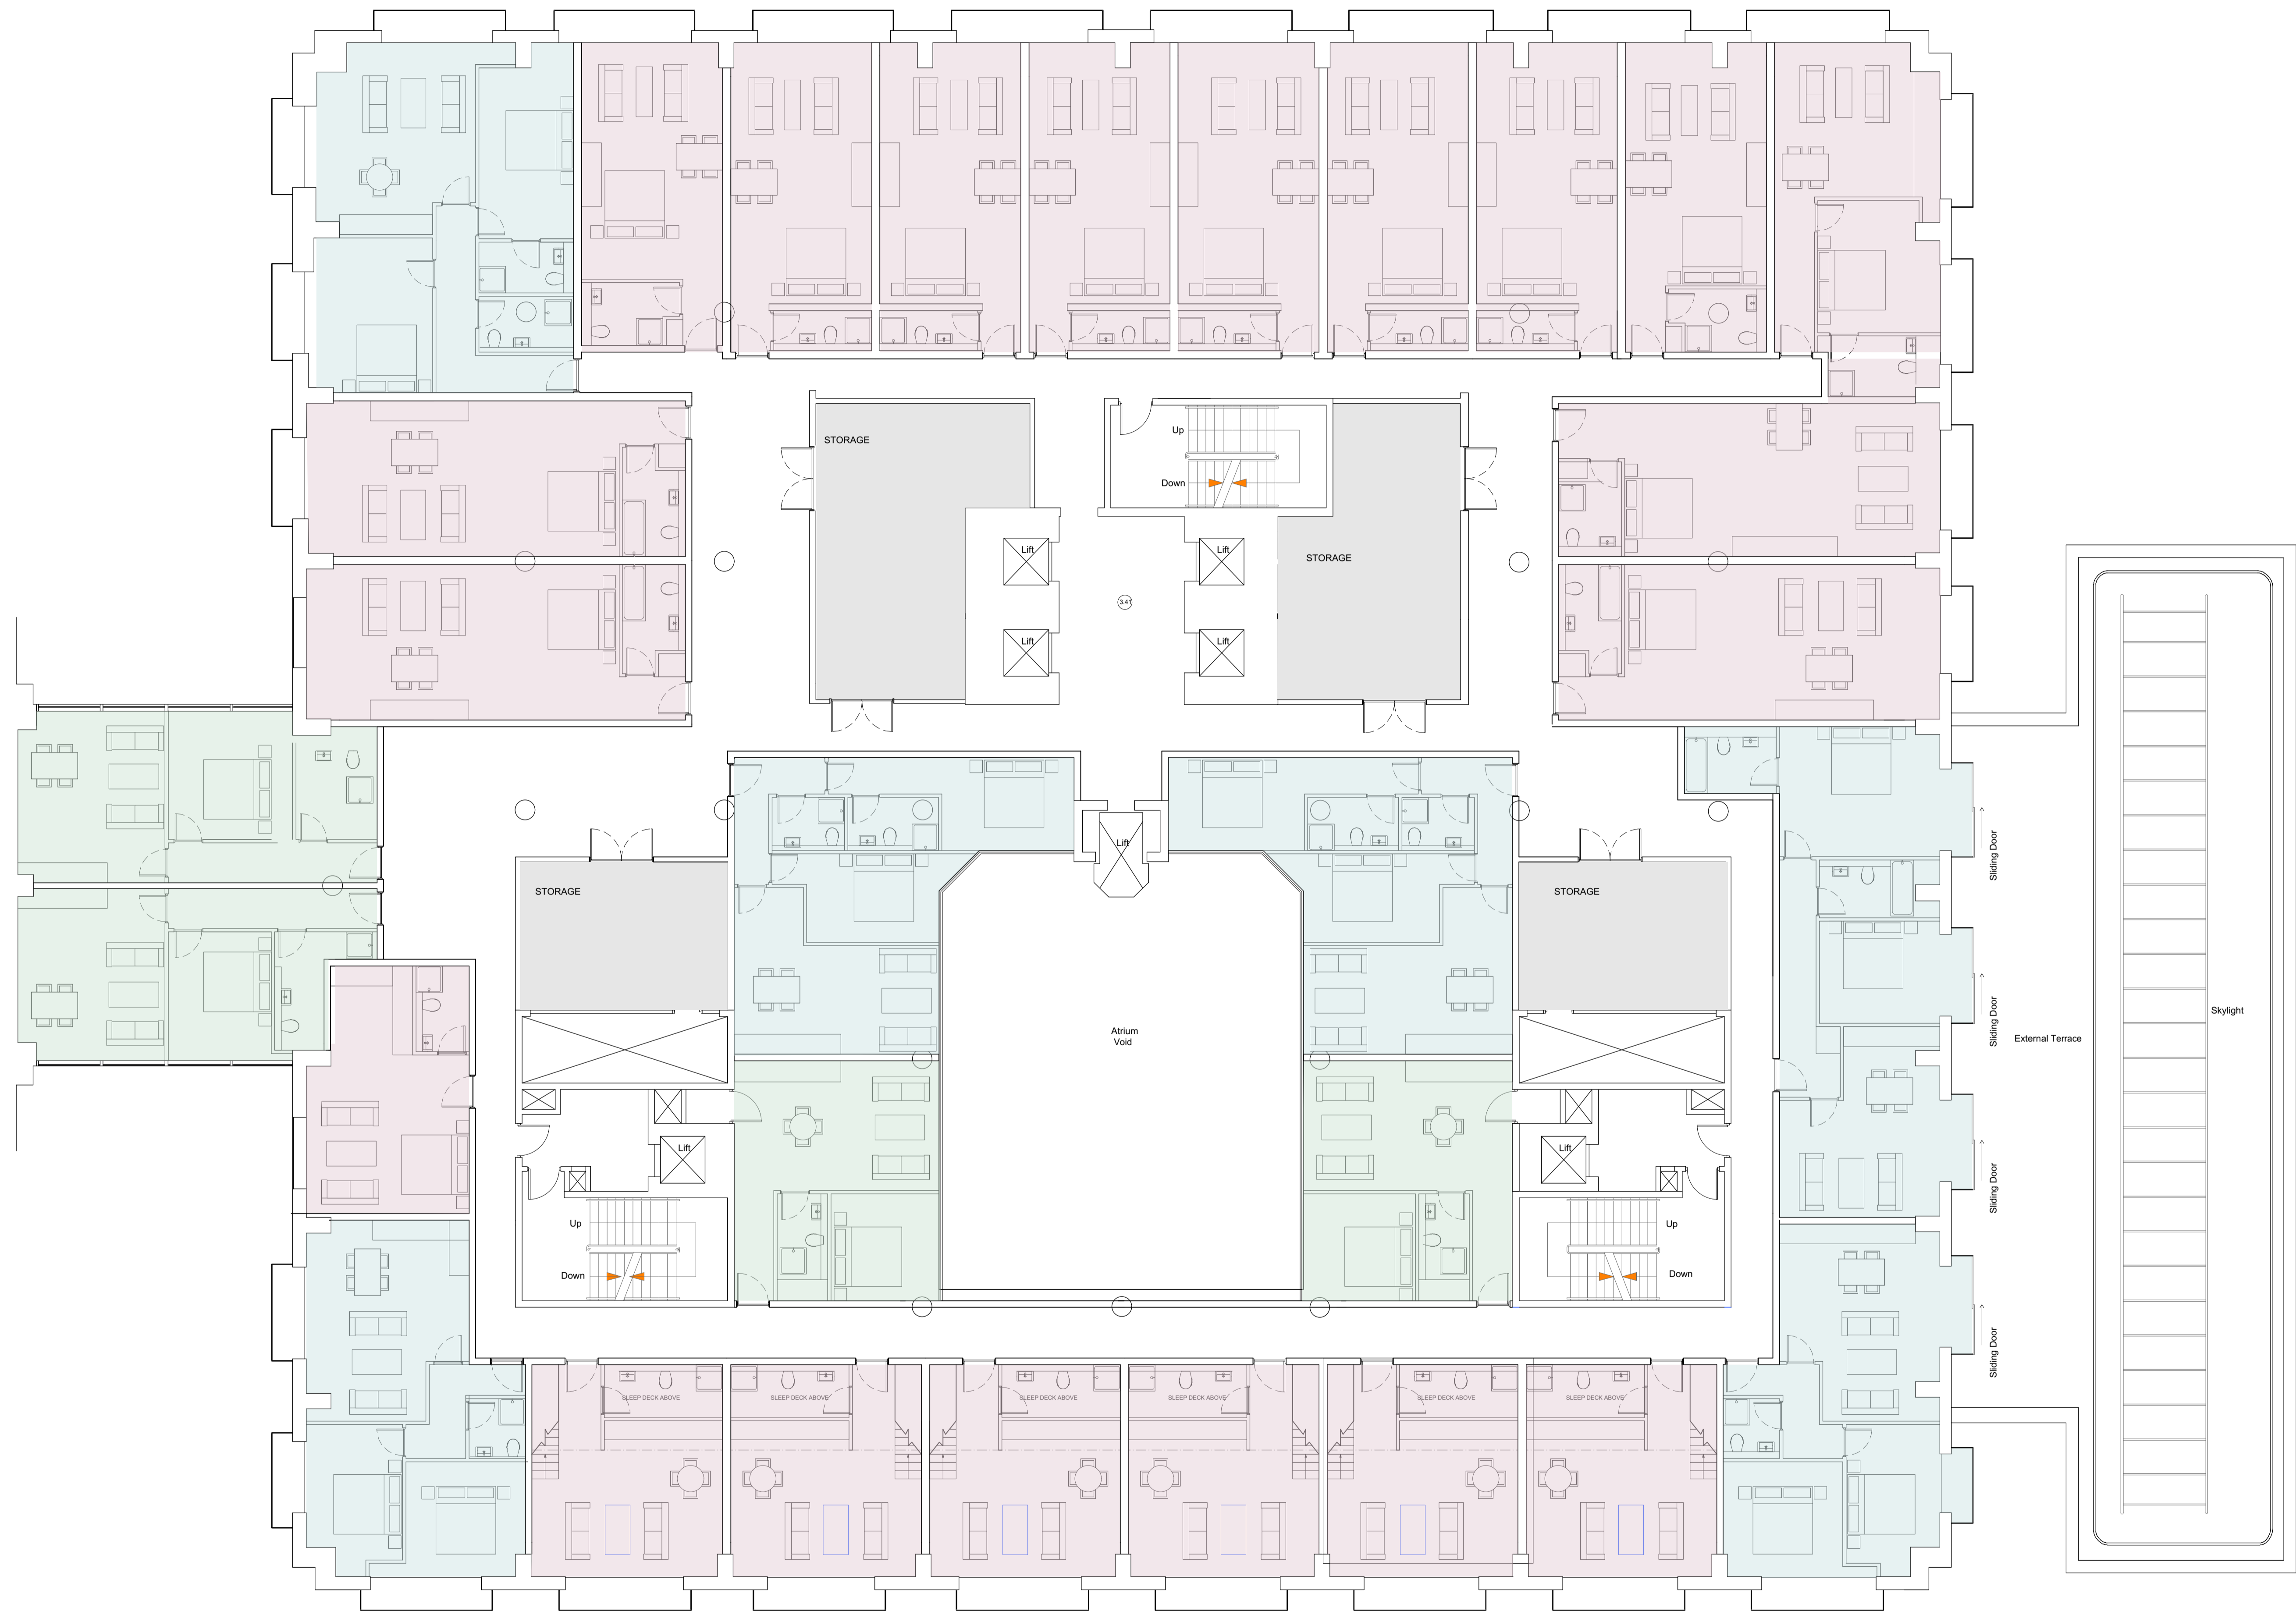 STORAGE
Up
Down
Lift
Lift
STORAGE
3.41
Lift
Lift
Lift
Sliding Door
STORAGE
STORAGE
Sliding Door
Skylight
Atrium
Void
External Terrace
Lift
Lift
Sliding Door
Up
Up
Down
Down
Sliding Door
SLEEP DECK ABOVE
SLEEP DECK ABOVE
SLEEP DECK ABOVE
SLEEP DECK ABOVE
SLEEP DECK ABOVE
SLEEP DECK ABOVE